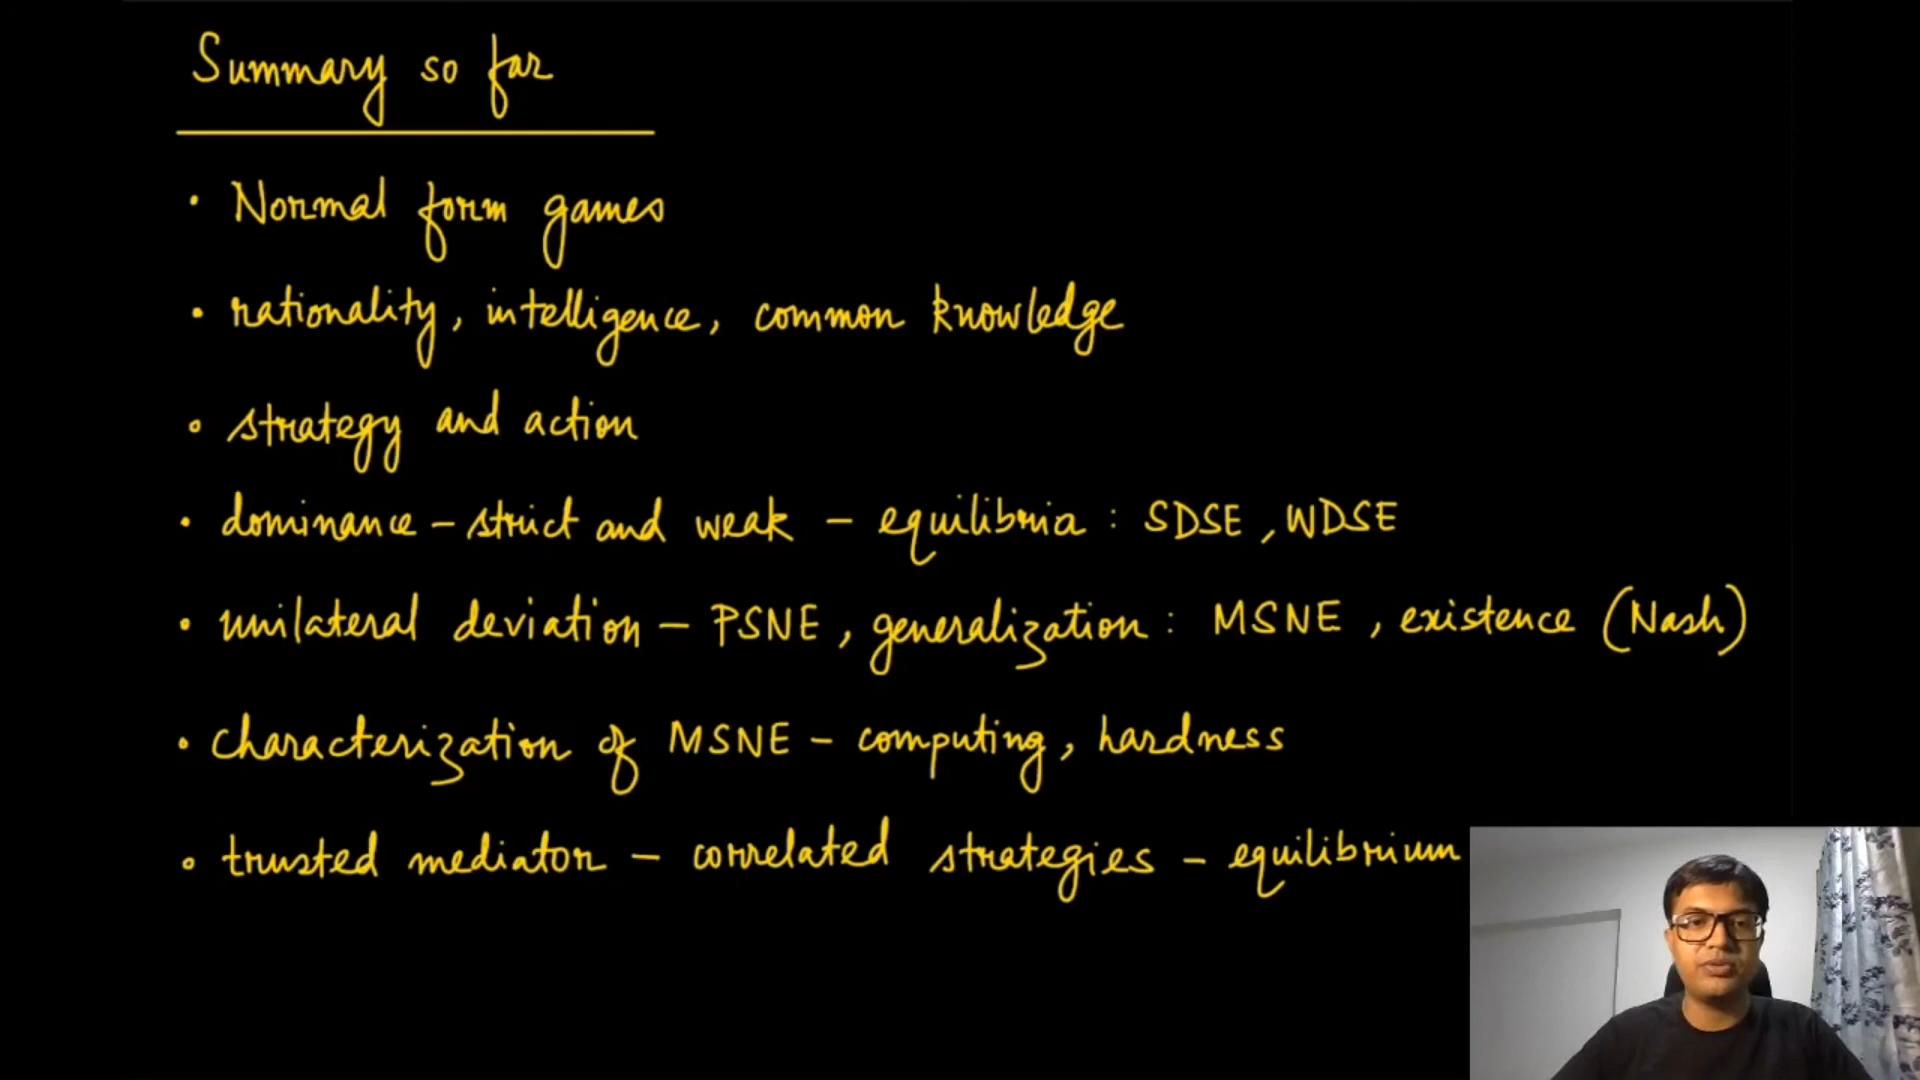 Summary so far
• Normal form games
• rationality, intelligence, common knowledge
• strategy and action
• dominance – strict and weak – equilibria : SDSE , WDSE
• unilateral deviation – PSNE , generalization : MSNE , existence (Nash)
• characterization of MSNE – computing, hardness
• trusted mediator – correlated strategies – equilibrium